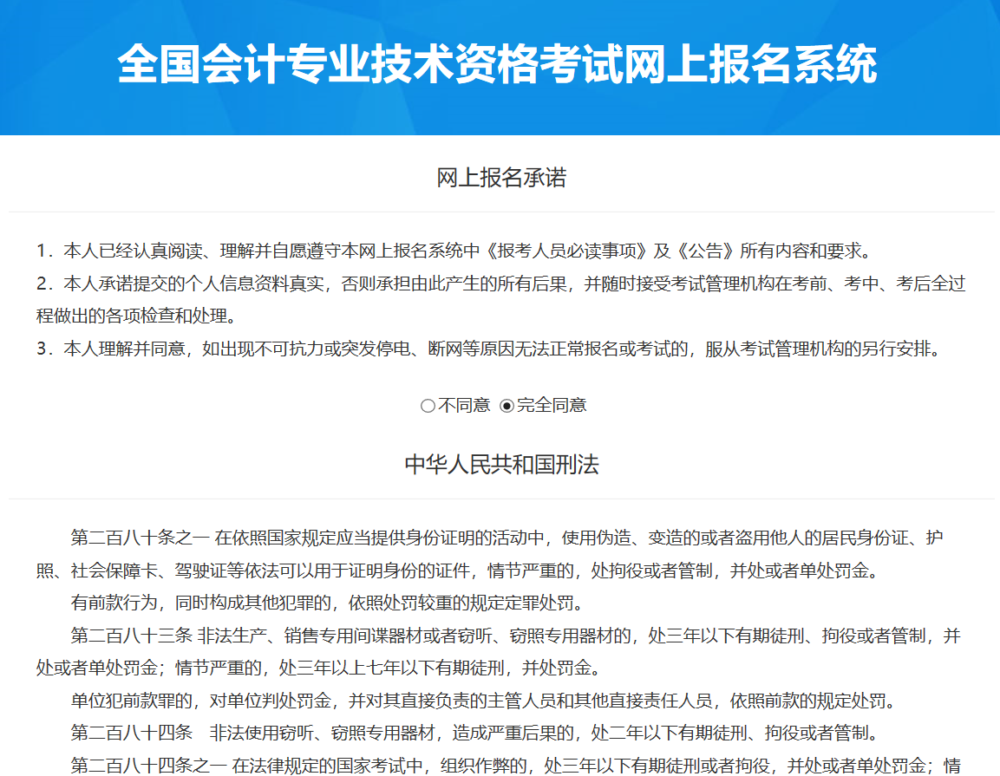 全国会计专业技术资格考试网上报名系统
网上报名承诺
1．本人已经认真阅读、理解并自愿遵守本网上报名系统中《报考人员必读事项》及《公告》所有内容和要求。
2．本人承诺提交的个人信息资料真实，否则承担由此产生的所有后果，并随时接受考试管理机构在考前、考中、考后全过
程做出的各项检查和处理。
3．本人理解并同意，如出现不可抗力或突发停电、断网等原因无法正常报名或考试的，服从考试管理机构的另行安排。
不同意 完全同意
中华人民共和国刑法
第二百八十条之一 在依照国家规定应当提供身份证明的活动中，使用伪造、变造的或者盗用他人的居民身份证、护
照、社会保障卡、驾驶证等依法可以用于证明身份的证件，情节严重的，处拘役或者管制，并处或者单处罚金。
有前款行为，同时构成其他犯罪的，依照处罚较重的规定定罪处罚。
第二百八十三条 非法生产、销售专用间谍器材或者窃听、窃照专用器材的，处三年以下有期徒刑、拘役或者管制，并
处或者单处罚金；情节严重的，处三年以上七年以下有期徒刑，并处罚金。
单位犯前款罪的，对单位判处罚金，并对其直接负责的主管人员和其他直接责任人员，依照前款的规定处罚。
第二百八十四条　非法使用窃听、窃照专用器材，造成严重后果的，处二年以下有期徒刑、拘役或者管制。
第二百八十四条之一 在法律规定的国家考试中，组织作弊的，处三年以下有期徒刑或者拘役，并处或者单处罚金；情